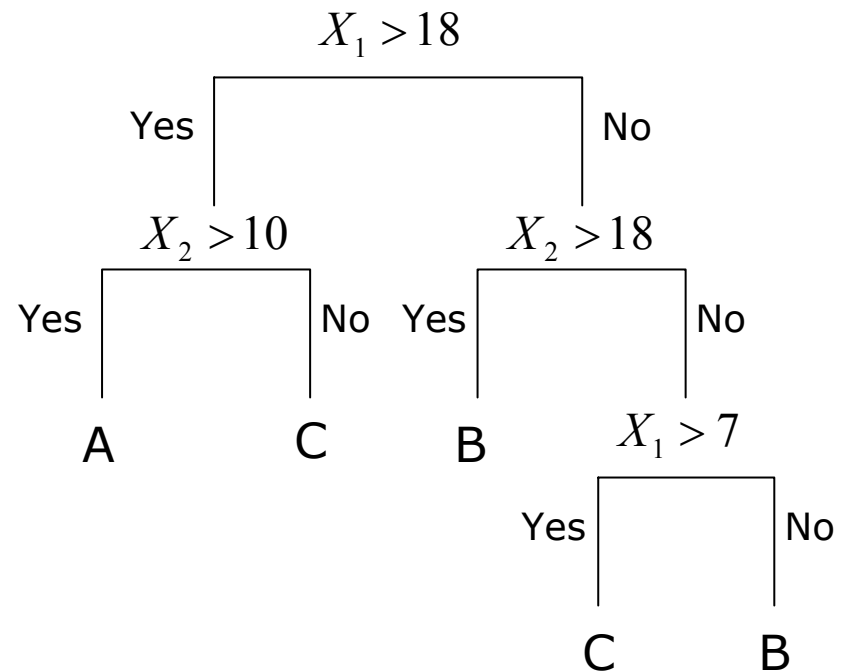 X₁ > 18
Yes No
X₂ > 10 X₂ > 18
Yes No Yes No
A C B
X₁ > 7
Yes No
C B